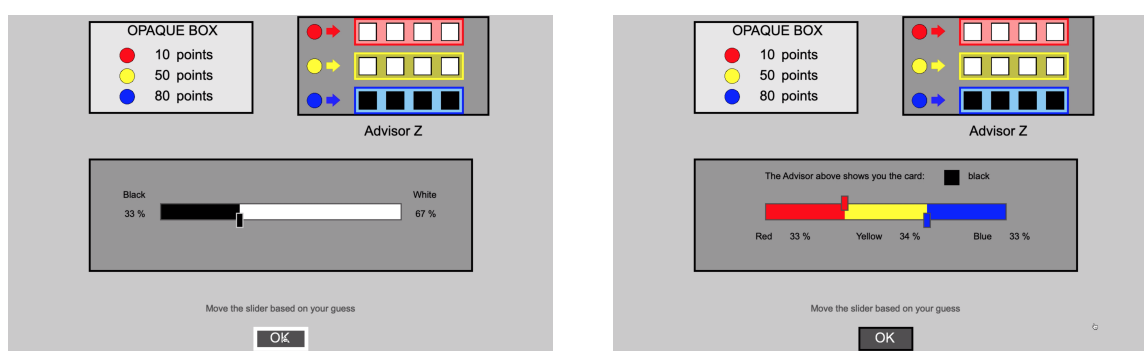 OPAQUE BOX
10 points
50 points
80 points
Advisor Z
Black
White
33 %
67 %
Move the slider based on your guess
OK
OPAQUE BOX
10 points
50 points
80 points
Advisor Z
The Advisor above shows you the card: black
Red 33 % Yellow 34 % Blue 33 %
Move the slider based on your guess
OK